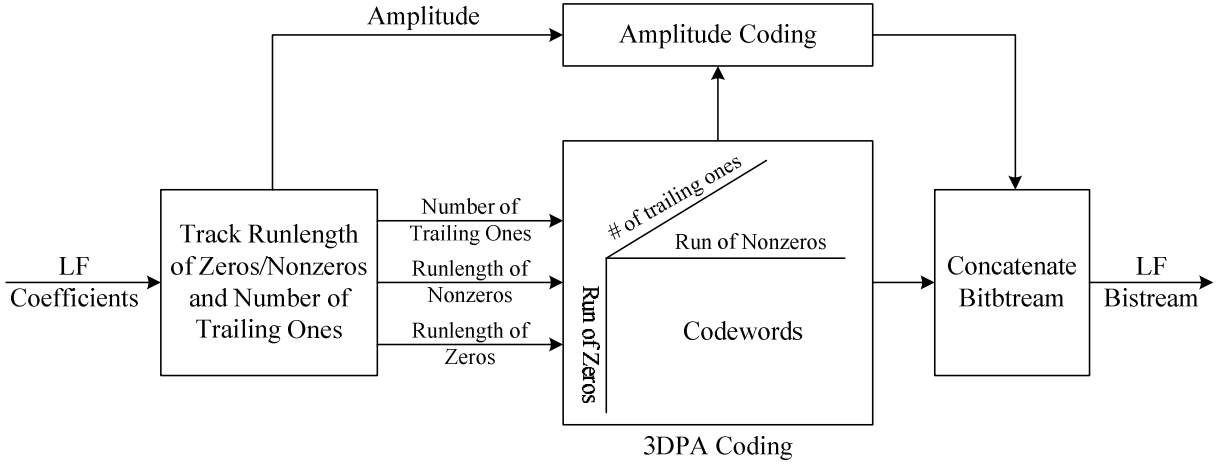 Amplitude
Amplitude Coding
LF
Coefficients
Track Runlength
of Zeros/Nonzeros
and Number of
Trailing Ones
Number of
Trailing Ones
Runlength of
Nonzeros
Runlength of
Zeros
# of trailing ones
Run of Nonzeros
Run of Zeros
Codewords
3DPA Coding
Concatenate
Bitbtream
LF
Bistream